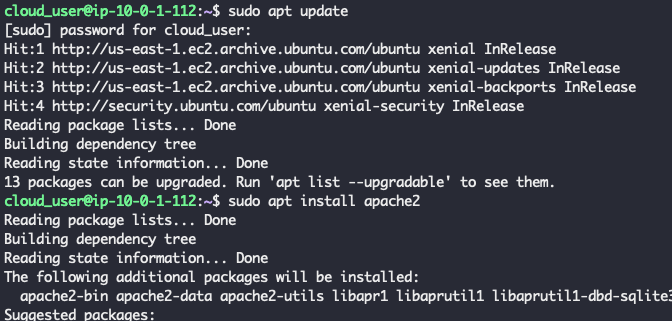 cloud_user@ip-10-0-1-112:~$ sudo apt update
[sudo] password for cloud_user:
Hit:1 http://us-east-1.ec2.archive.ubuntu.com/ubuntu xenial InRelease
Hit:2 http://us-east-1.ec2.archive.ubuntu.com/ubuntu xenial-updates InRelease
Hit:3 http://us-east-1.ec2.archive.ubuntu.com/ubuntu xenial-backports InRelease
Hit:4 http://security.ubuntu.com/ubuntu xenial-security InRelease
Reading package lists... Done
Building dependency tree
Reading state information... Done
13 packages can be upgraded. Run 'apt list --upgradable' to see them.
cloud_user@ip-10-0-1-112:~$ sudo apt install apache2
Reading package lists... Done
Building dependency tree
Reading state information... Done
The following additional packages will be installed:
  apache2-bin apache2-data apache2-utils libapr1 libaprutil1 libaprutil1-dbd-sqlite3
Suggested packages: